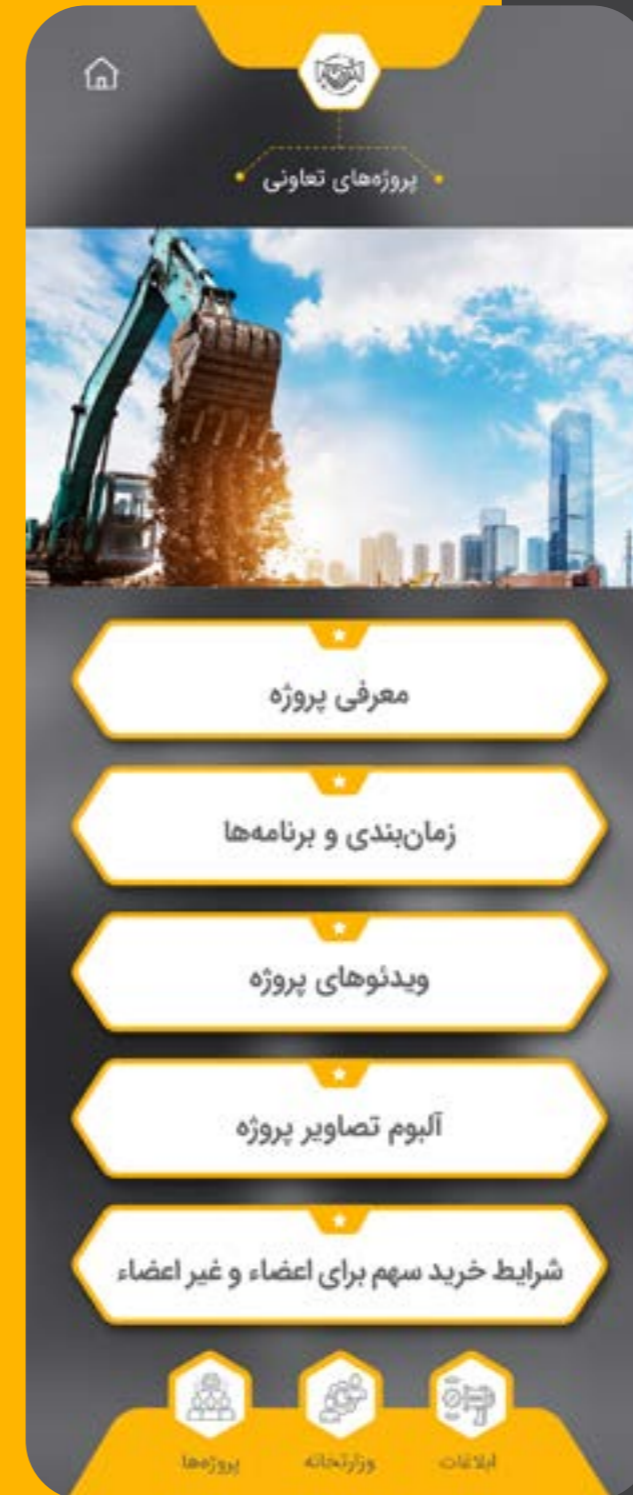 پروژه‌های تعاونی
معرفی پروژه
زمان‌بندی و برنامه‌ها
ویدئوهای پروژه
آلبوم تصاویر پروژه
شرایط خرید سهم برای اعضاء و غیر اعضاء
ابلاغات وزارتخانه پروژه‌ها